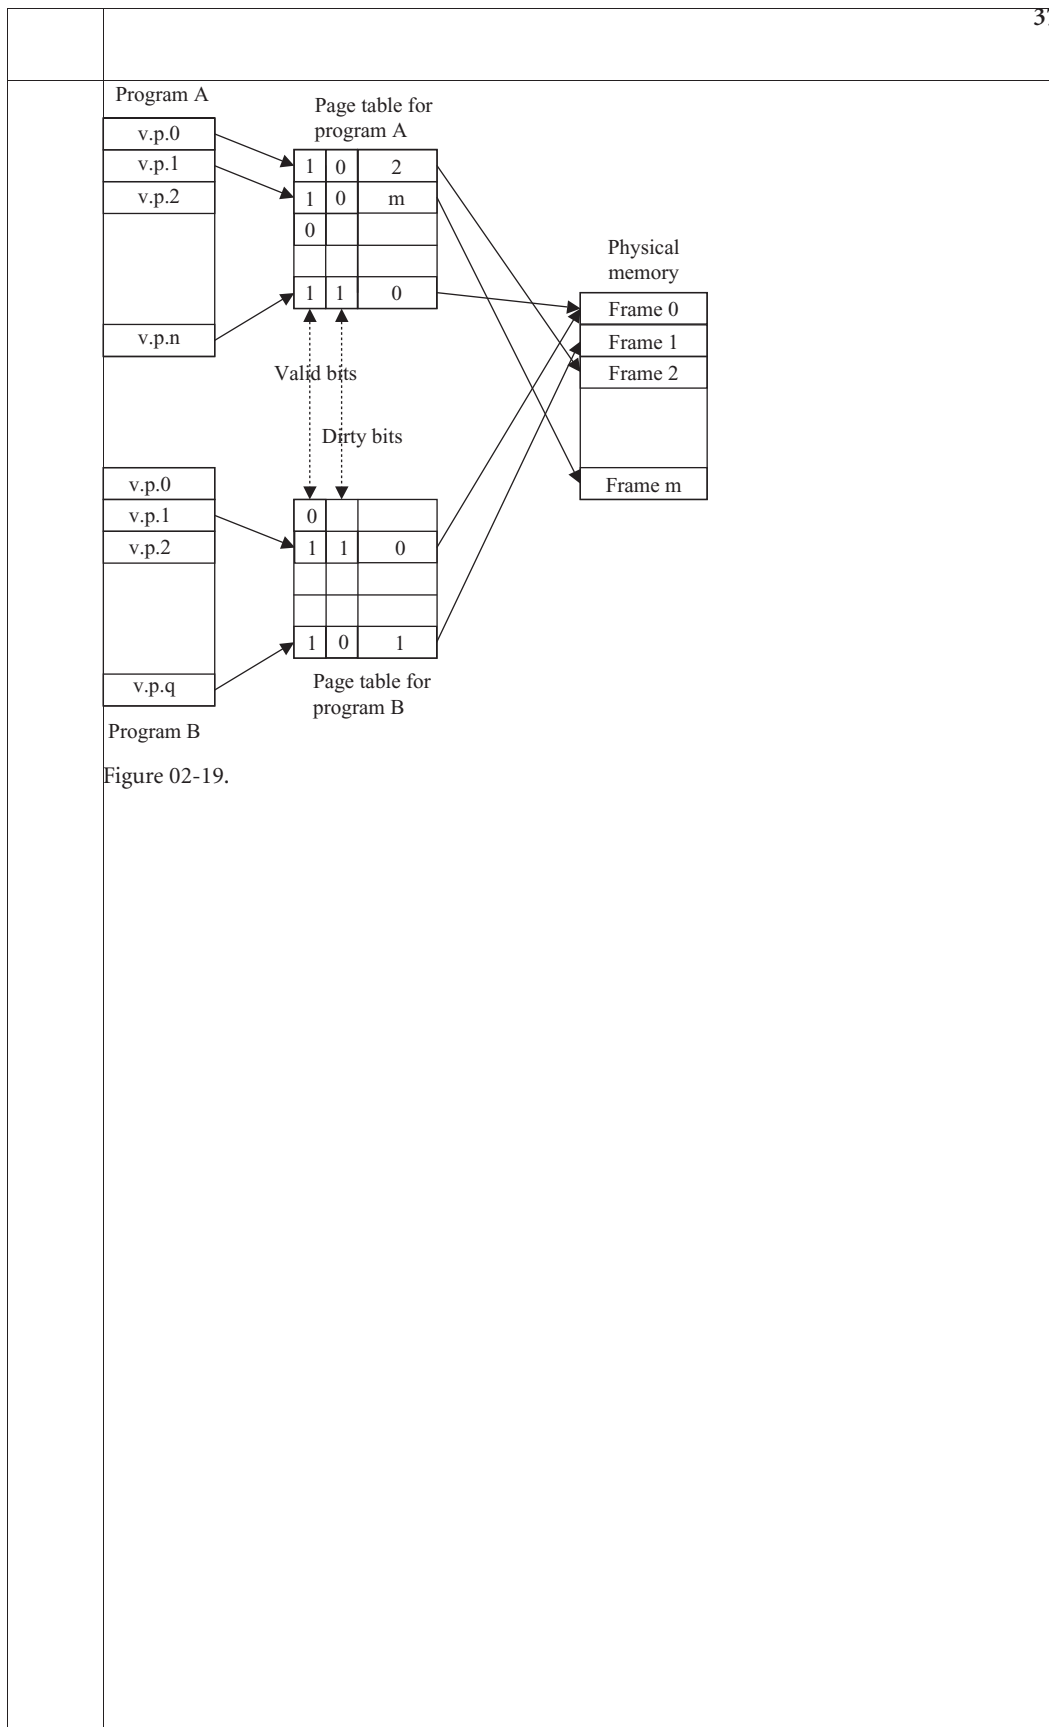 37
Program A
v.p.0
v.p.1
v.p.2
v.p.n
Page table for
program A
1 0 2
1 0 m
0
1 1 0
Valid bits
Dirty bits
Physical
memory
Frame 0
Frame 1
Frame 2
Frame m
v.p.0
v.p.1
v.p.2
v.p.q
Program B
0
1 1 0
1 0 1
Page table for
program B
Figure 02-19.